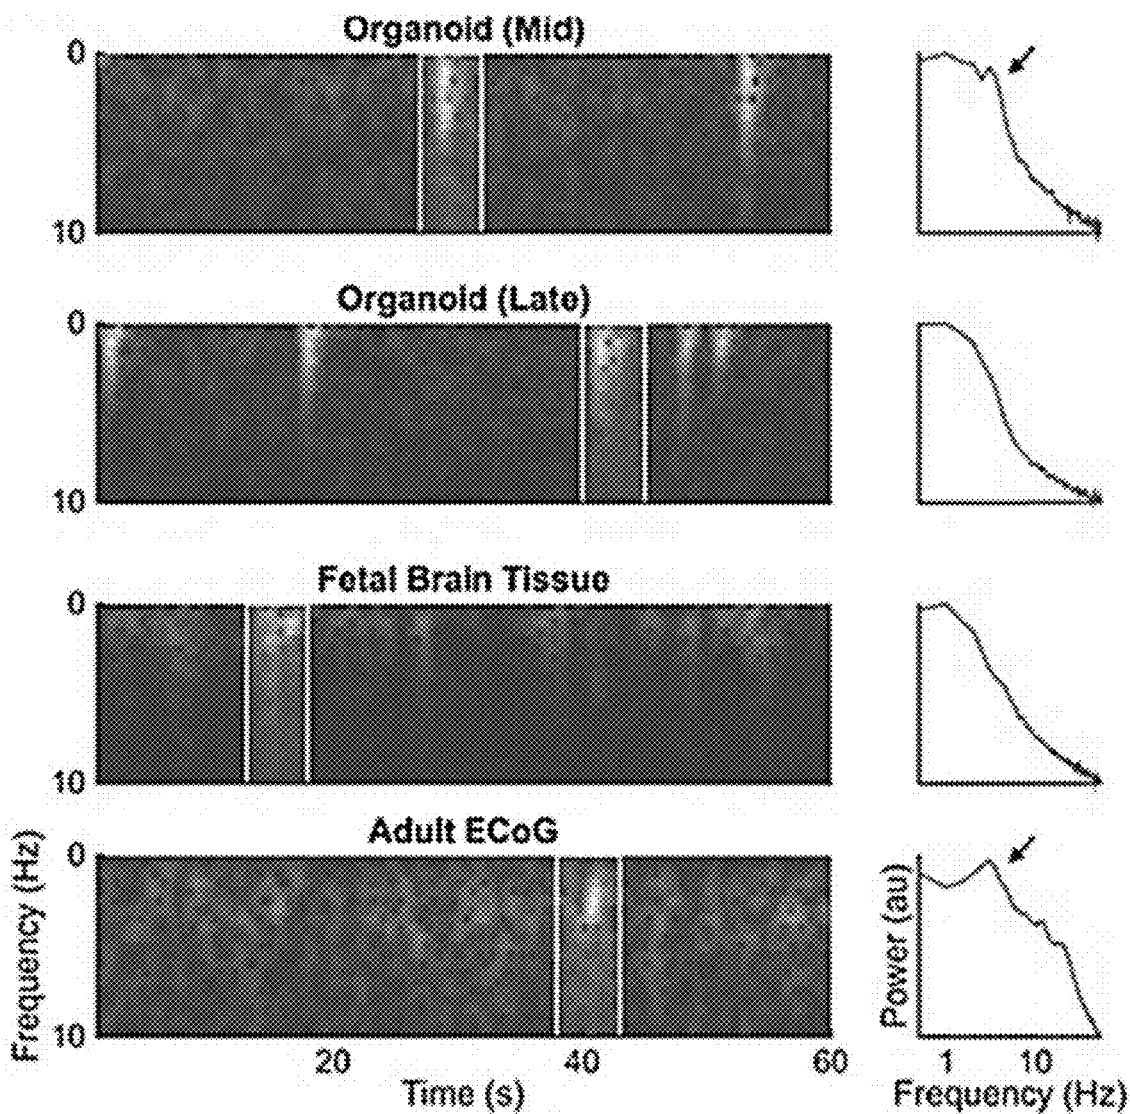 Organoid (Mid)
0
10
Organoid (Late)
0
10
Fetal Brain Tissue
0
10
Adult ECoG
0
10
Frequency (Hz)
20
40
60
Time (s)
Power (au)
1
10
Frequency (Hz)